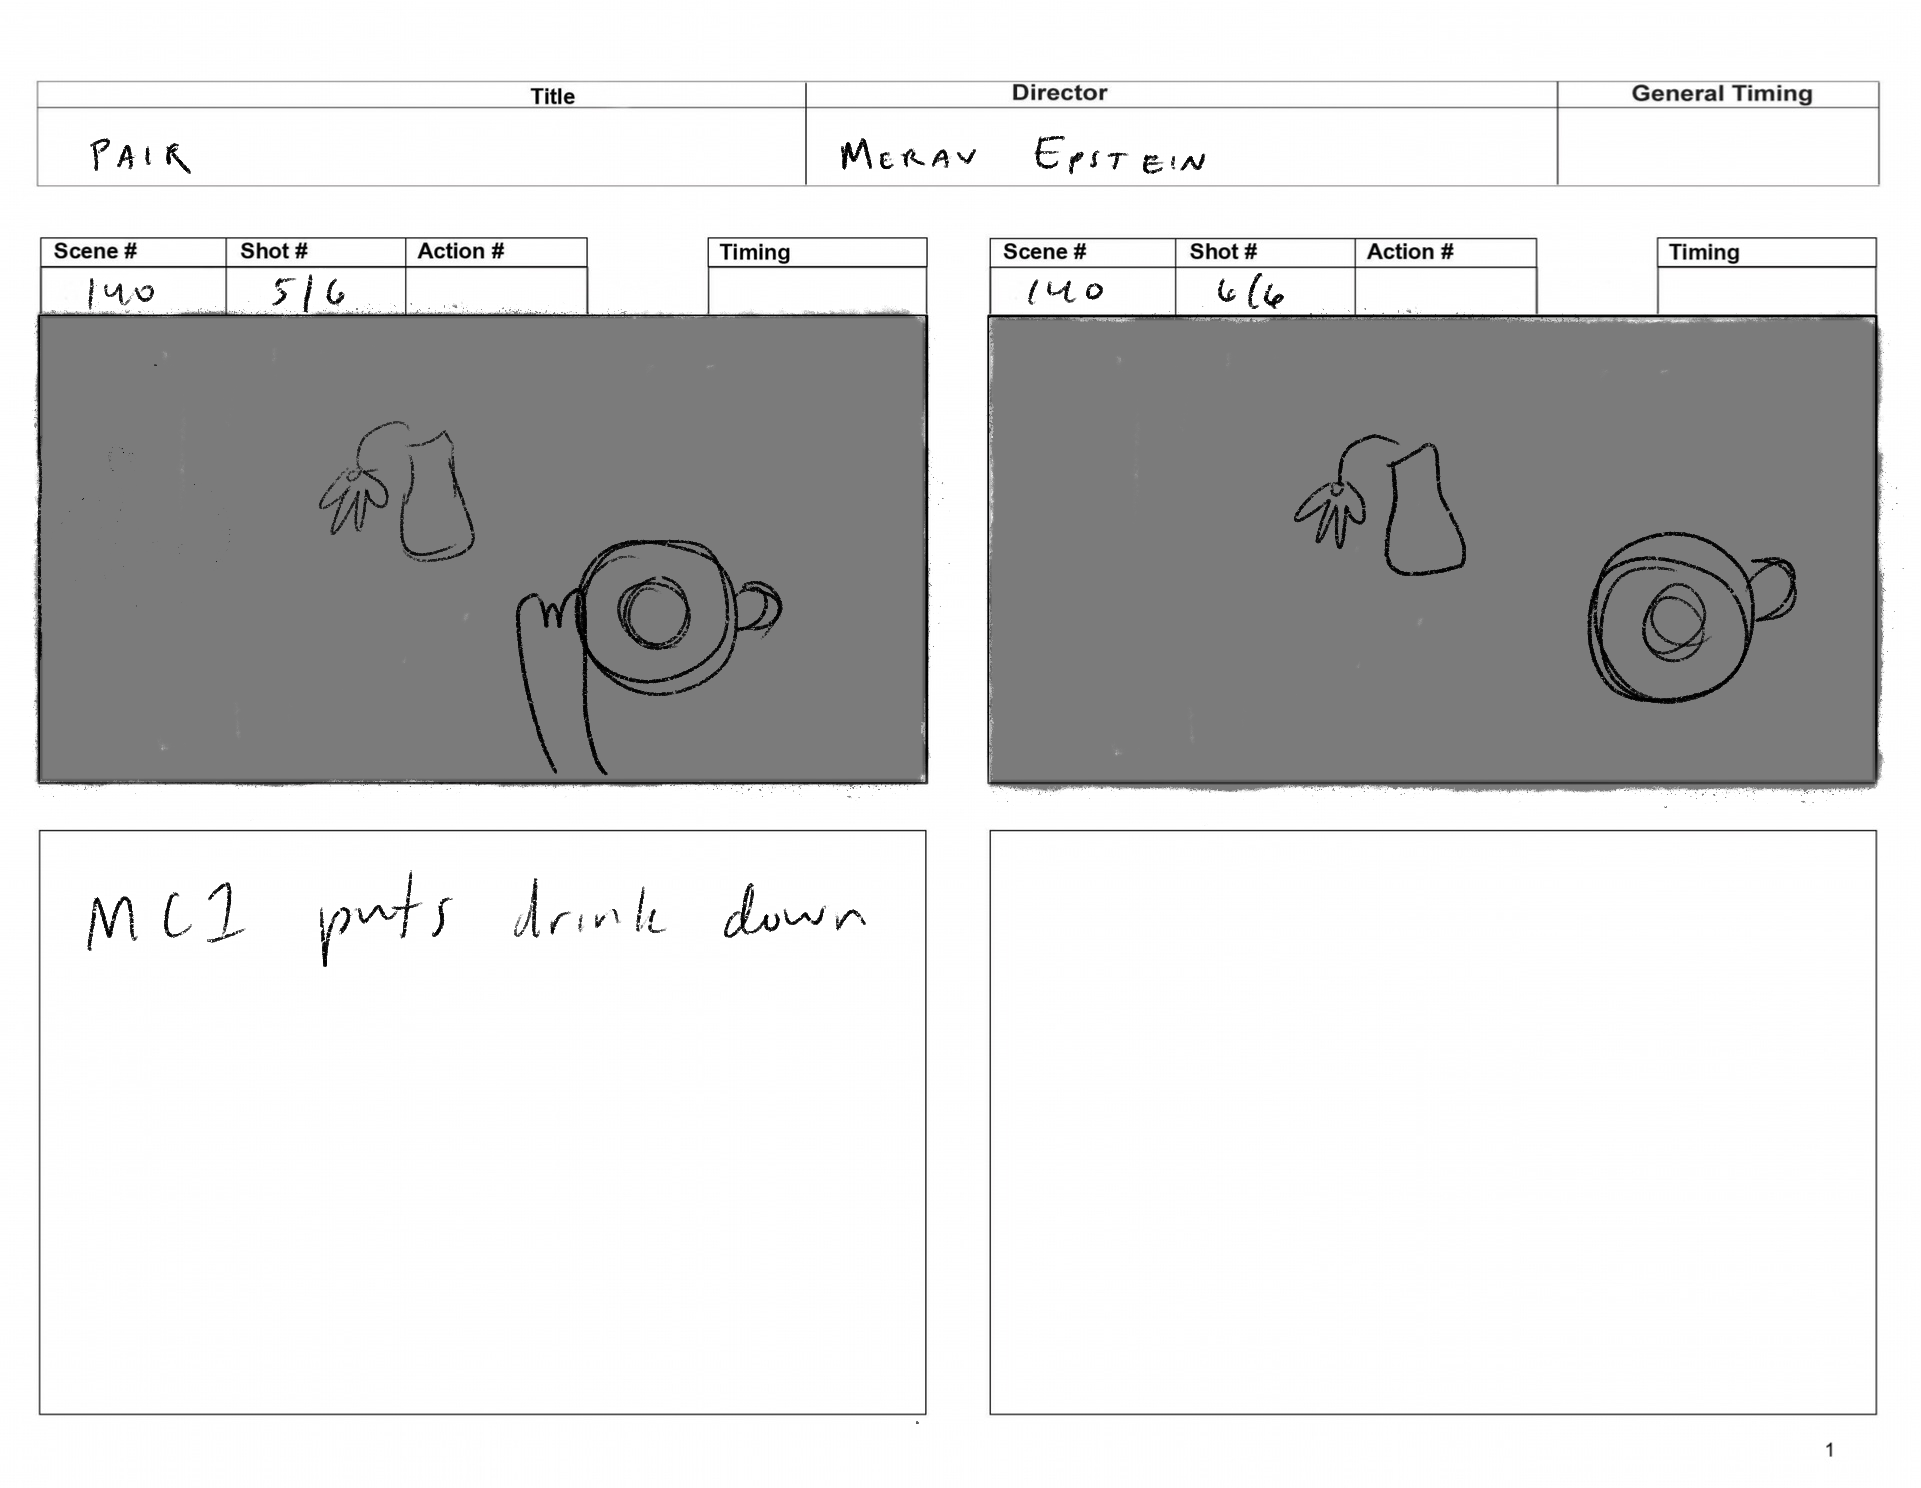 Title Director General Timing
PAIR MERAV EPSTEIN
Scene # Shot # Action # Timing
140 5/6
Scene # Shot # Action # Timing
140 6/6
MC1 puts drink down
1